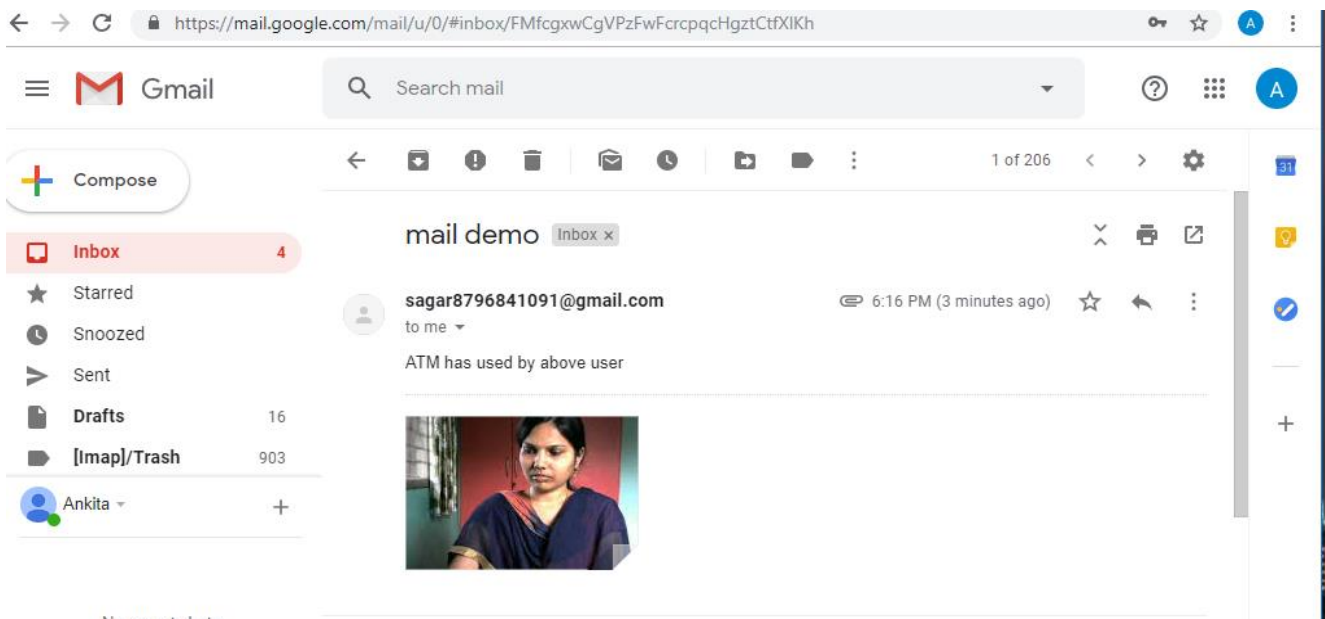 https://mail.google.com/mail/u/0/#inbox/FMfcgxwCgVPzFwFcrcpqcHgztCtfXlKh
A
Gmail
Search mail
A
Compose
1 of 206
31
mail demo Inbox x
Inbox 4
Starred
sagar8796841091@gmail.com 6:16 PM (3 minutes ago)
to me
Snoozed
ATM has used by above user
Sent
Drafts 16
[Imap]/Trash 903
Ankita